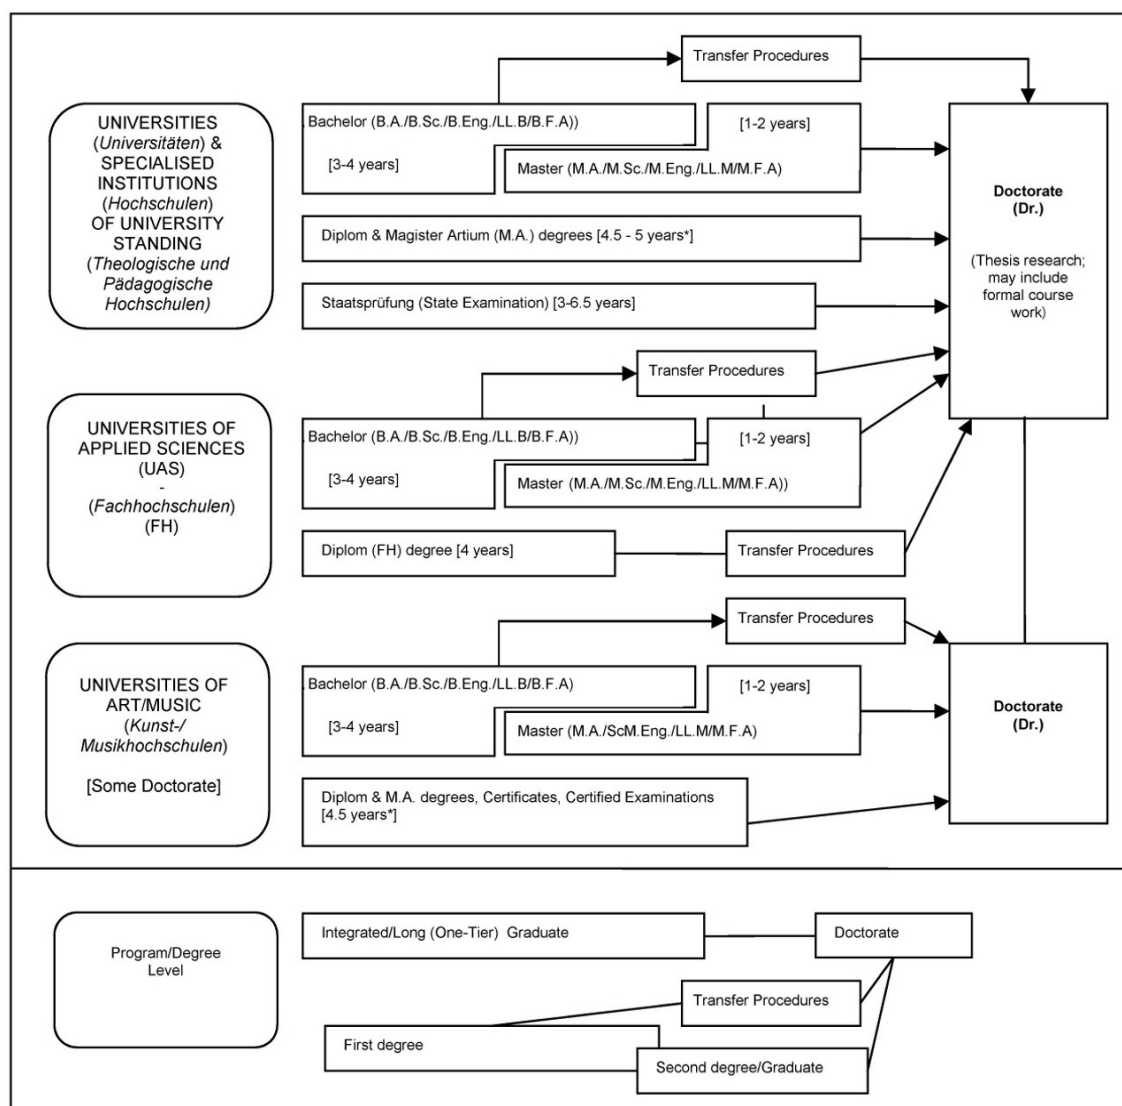 Transfer Procedures
UNIVERSITIES
(Universitäten) &
SPECIALISED
INSTITUTIONS
(Hochschulen)
OF UNIVERSITY
STANDING
(Theologische und
Pädagogische
Hochschulen)
. Bachelor (B.A./B.Sc./B.Eng./LL.B/B.F.A))
[3-4 years]
[1-2 years]
Master (M.A./M.Sc./M.Eng./LL.M/M.F.A)
Diplom & Magister Artium (M.A.) degrees [4.5 - 5 years*]
Staatsprüfung (State Examination) [3-6.5 years]
Doctorate
(Dr.)
(Thesis research;
may include
formal course
work)
Transfer Procedures
UNIVERSITIES OF
APPLIED SCIENCES
(UAS)
-
(Fachhochschulen)
(FH)
. Bachelor (B.A./B.Sc./B.Eng./LL.B/B.F.A))
[3-4 years]
[1-2 years]
Master (M.A./M.Sc./M.Eng./LL.M/M.F.A))
Diplom (FH) degree [4 years]
Transfer Procedures
Transfer Procedures
UNIVERSITIES OF
ART/MUSIC
(Kunst-/
Musikhochschulen)
[Some Doctorate]
. Bachelor (B.A./B.Sc./B.Eng./LL.B/B.F.A)
[3-4 years]
[1-2 years]
Master (M.A./ScM.Eng./LL.M/M.F.A)
Diplom & M.A. degrees, Certificates, Certified Examinations
[4.5 years*]
Doctorate
(Dr.)
Program/Degree
Level
Integrated/Long (One-Tier) Graduate
Doctorate
Transfer Procedures
First degree
Second degree/Graduate